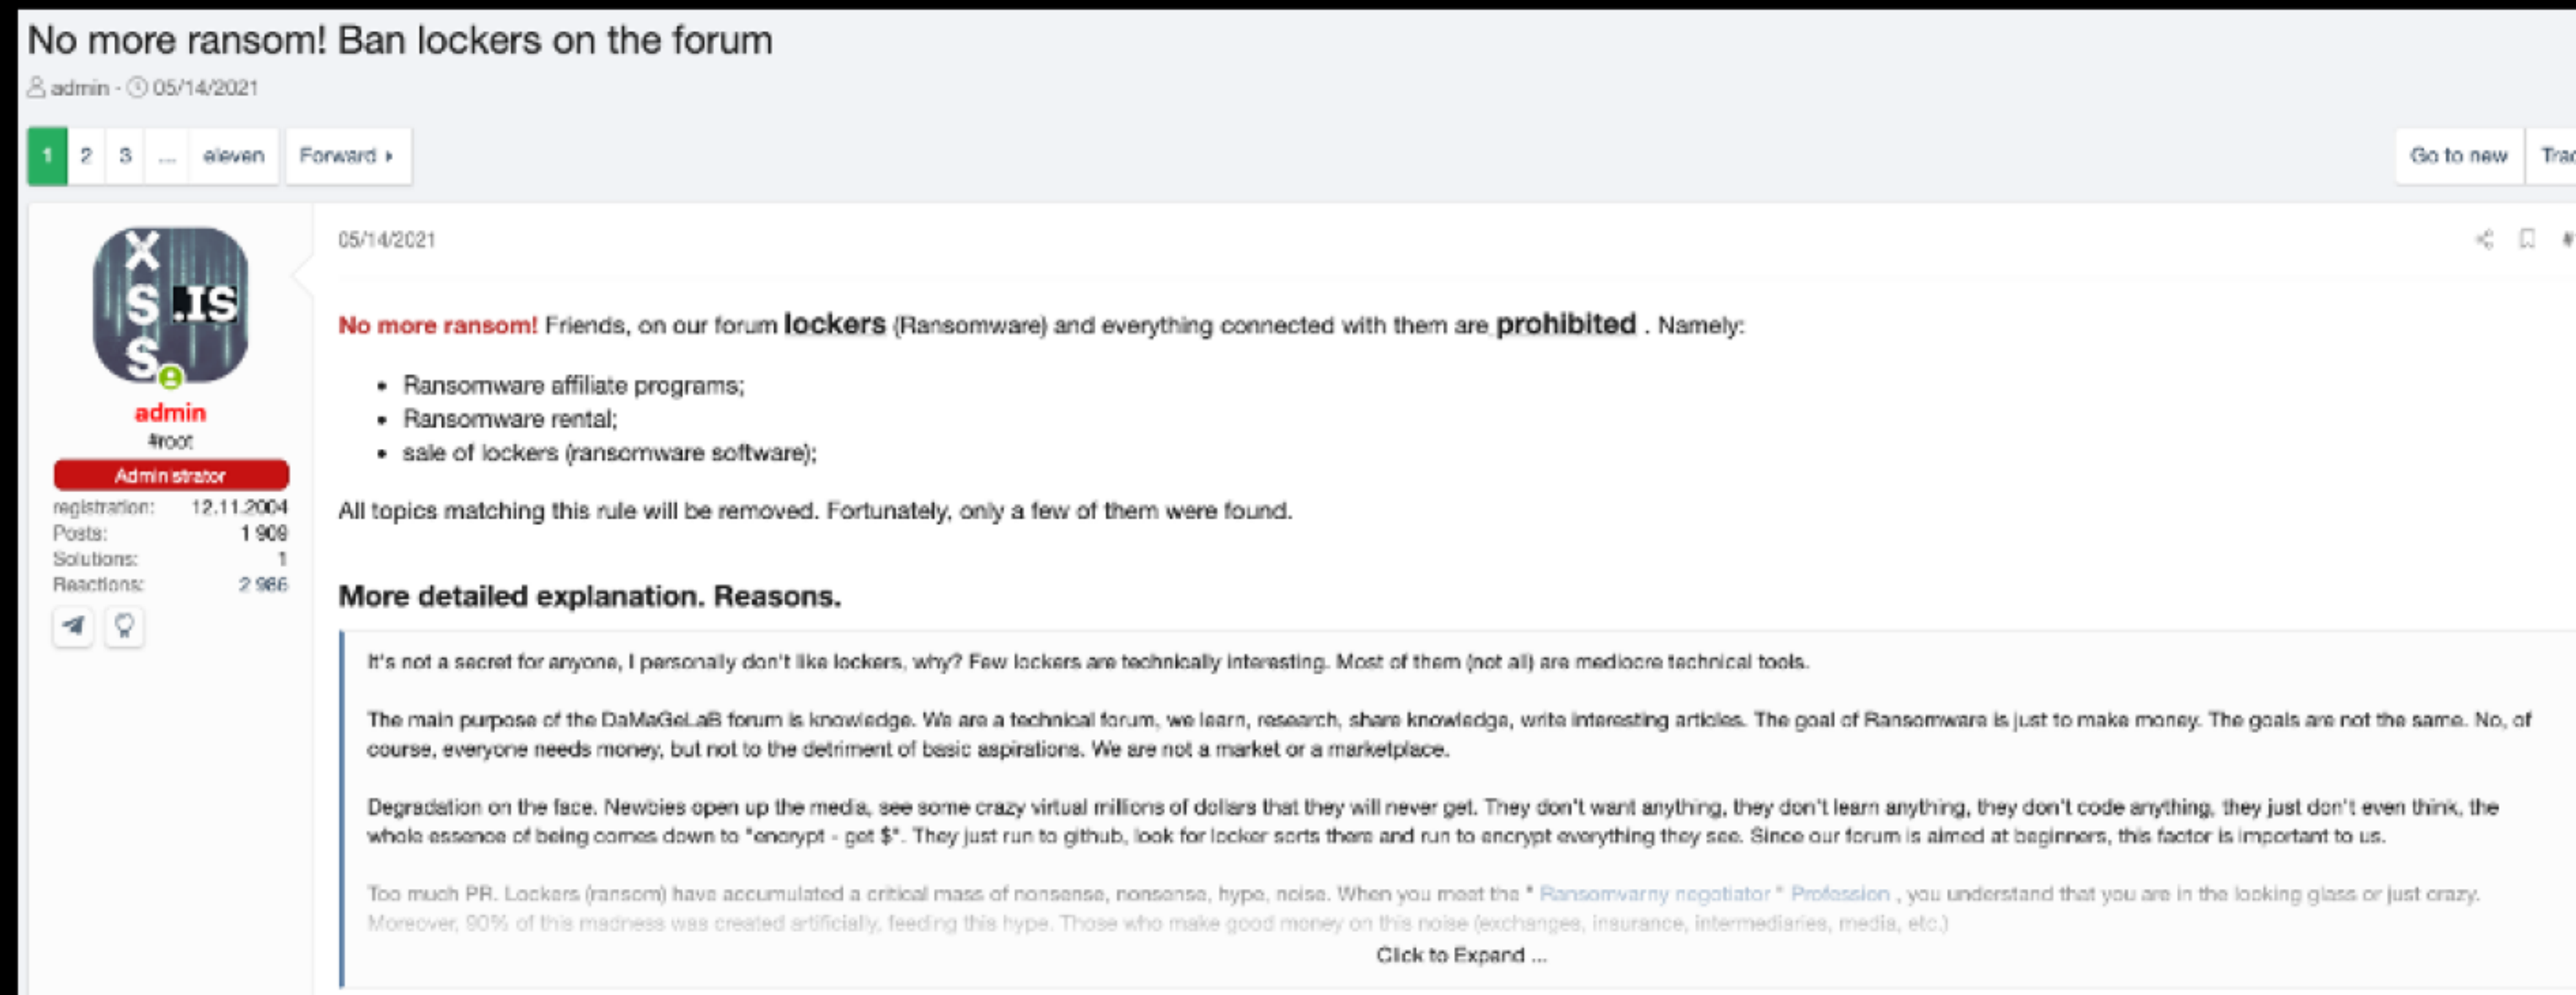 No more ransom! Ban lockers on the forum
admin - 05/14/2021
1 2 3 ... eleven Forward
Go to new
X
S .IS
S
admin
#root
Administrator
registration: 12.11.2004
Posts: 1 909
Solutions: 1
Reactions: 2 986
05/14/2021
No more ransom! Friends, on our forum lockers (Ransomware) and everything connected with them are prohibited . Namely:
• Ransomware affiliate programs;
• Ransomware rental;
• sale of lockers (ransomware software);
All topics matching this rule will be removed. Fortunately, only a few of them were found.
More detailed explanation. Reasons.
It's not a secret for anyone, I personally don't like lockers, why? Few lockers are technically interesting. Most of them (not all) are mediocre technical tools.
The main purpose of the DaMaGeLaB forum is knowledge. We are a technical forum, we learn, research, share knowledge, write interesting articles. The goal of Ransomware is just to make money. The goals are not the same. No, of
course, everyone needs money, but not to the detriment of basic aspirations. We are not a market or a marketplace.
Degradation on the face. Newbies open up the media, see some crazy virtual millions of dollars that they will never get. They don't want anything, they don't learn anything, they don't code anything, they just don't even think, the
whole essence of being comes down to "encrypt - get $". They just run to github, look for locker sorts there and run to encrypt everything they see. Since our forum is aimed at beginners, this factor is important to us.
Too much PR. Lockers (ransom) have accumulated a critical mass of nonsense, nonsense, hype, noise. When you meet the " Ransomvarny negotiator " Profession , you understand that you are in the looking glass or just crazy.
Moreover, 90% of this madness was created artificially, feeding this hype. Those who make good money on this noise (exchanges, insurance, intermediaries, media, etc.)
Click to Expand ...